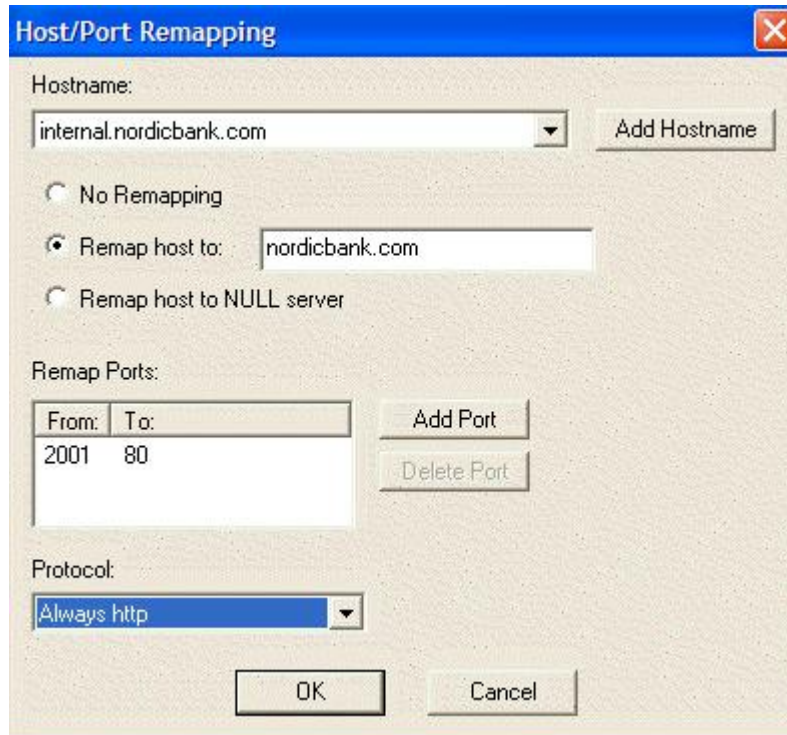 Host/Port Remapping
Hostname:
internal.nordicbank.com
Add Hostname
No Remapping
Remap host to: nordicbank.com
Remap host to NULL server
Remap Ports:
From: To:
Add Port
2001 80
Delete Port
Protocol:
Always http
OK Cancel